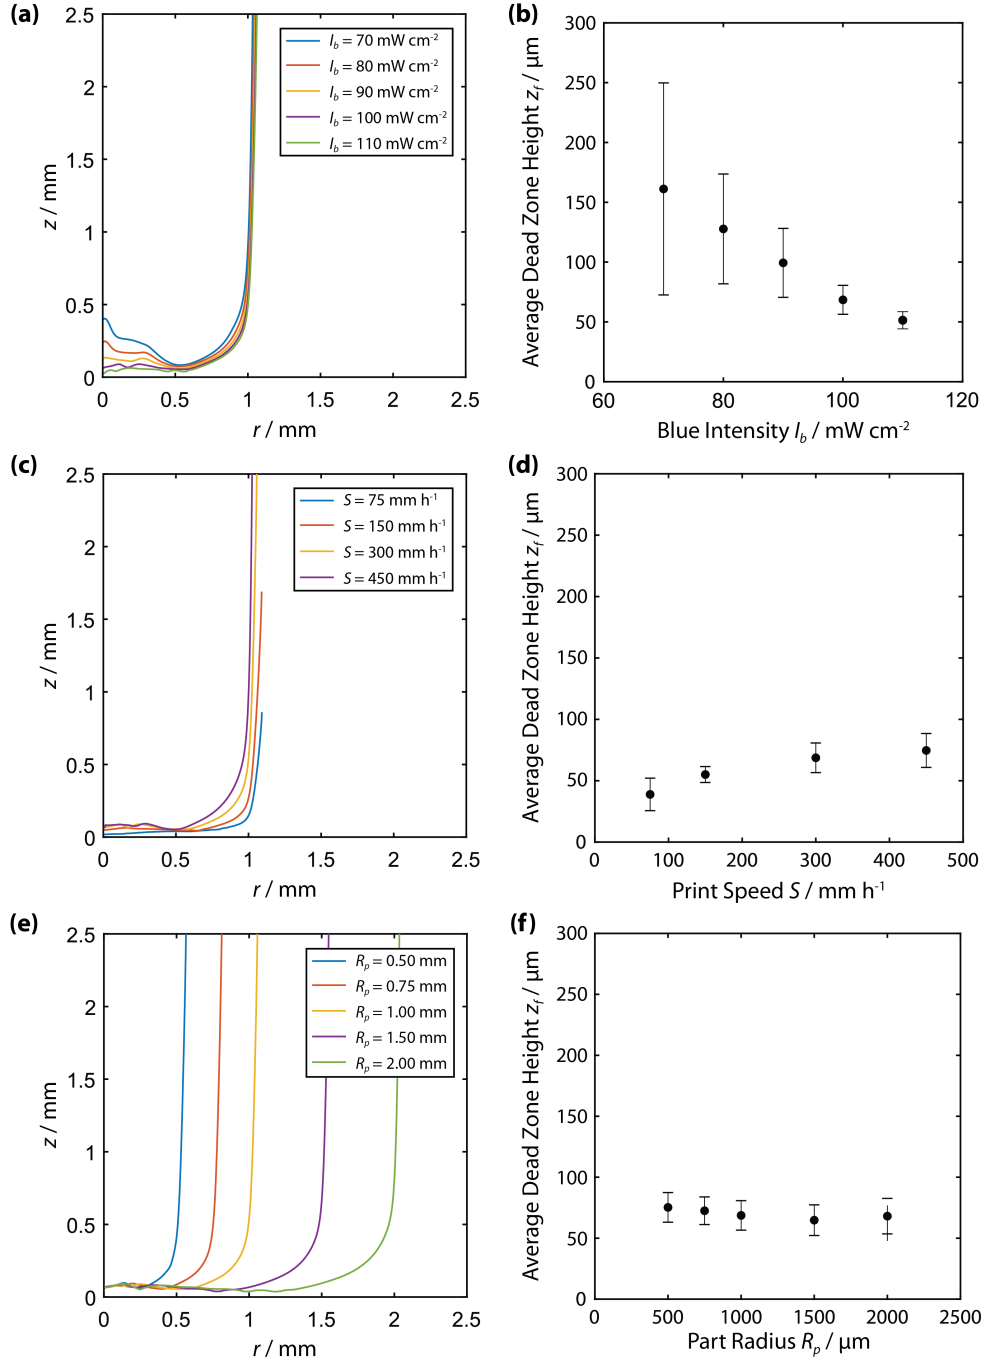 (a)
2.5
2
1.5
1
0.5
0
z / mm
0 0.5 1 1.5 2 2.5
r / mm
I_b = 70 mW cm⁻²
I_b = 80 mW cm⁻²
I_b = 90 mW cm⁻²
I_b = 100 mW cm⁻²
I_b = 110 mW cm⁻²
(b)
300
250
200
150
100
50
0
Average Dead Zone Height z_f / µm
60 80 100 120
Blue Intensity I_b / mW cm⁻²
(c)
2.5
2
1.5
1
0.5
0
z / mm
0 0.5 1 1.5 2 2.5
r / mm
S = 75 mm h⁻¹
S = 150 mm h⁻¹
S = 300 mm h⁻¹
S = 450 mm h⁻¹
(d)
300
250
200
150
100
50
0
Average Dead Zone Height z_f / µm
0 100 200 300 400 500
Print Speed S / mm h⁻¹
(e)
2.5
2
1.5
1
0.5
0
z / mm
0 0.5 1 1.5 2 2.5
r / mm
R_p = 0.50 mm
R_p = 0.75 mm
R_p = 1.00 mm
R_p = 1.50 mm
R_p = 2.00 mm
(f)
300
250
200
150
100
50
0
Average Dead Zone Height z_f / µm
0 500 1000 1500 2000 2500
Part Radius R_p / µm